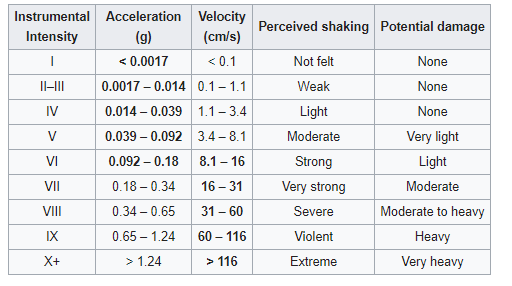 Instrumental Intensity Acceleration (g) Velocity (cm/s) Perceived shaking Potential damage
I < 0.0017 < 0.1 Not felt None
II–III 0.0017 – 0.014 0.1 – 1.1 Weak None
IV 0.014 – 0.039 1.1 – 3.4 Light None
V 0.039 – 0.092 3.4 – 8.1 Moderate Very light
VI 0.092 – 0.18 8.1 – 16 Strong Light
VII 0.18 – 0.34 16 – 31 Very strong Moderate
VIII 0.34 – 0.65 31 – 60 Severe Moderate to heavy
IX 0.65 – 1.24 60 – 116 Violent Heavy
X+ > 1.24 > 116 Extreme Very heavy